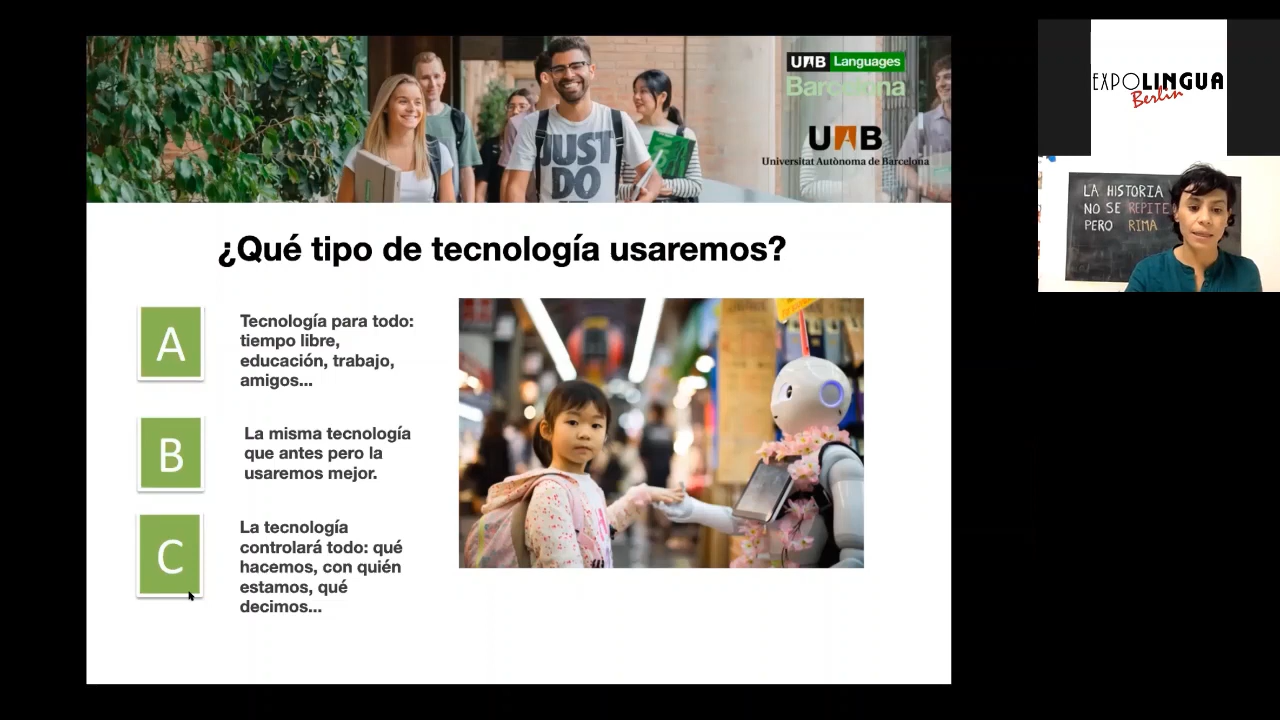 UAB Languages
Barcelona
UAB
Universitat Autònoma de Barcelona
JUST
DO
¿Qué tipo de tecnología usaremos?
A
Tecnología para todo:
tiempo libre,
educación, trabajo,
amigos...
B
La misma tecnología
que antes pero la
usaremos mejor.
C
La tecnología
controlará todo: qué
hacemos, con quién
estamos, qué
decimos...
EXPOLINGUA
Berlin
LA HISTORIA
NO SE REPITE
PERO RIMA